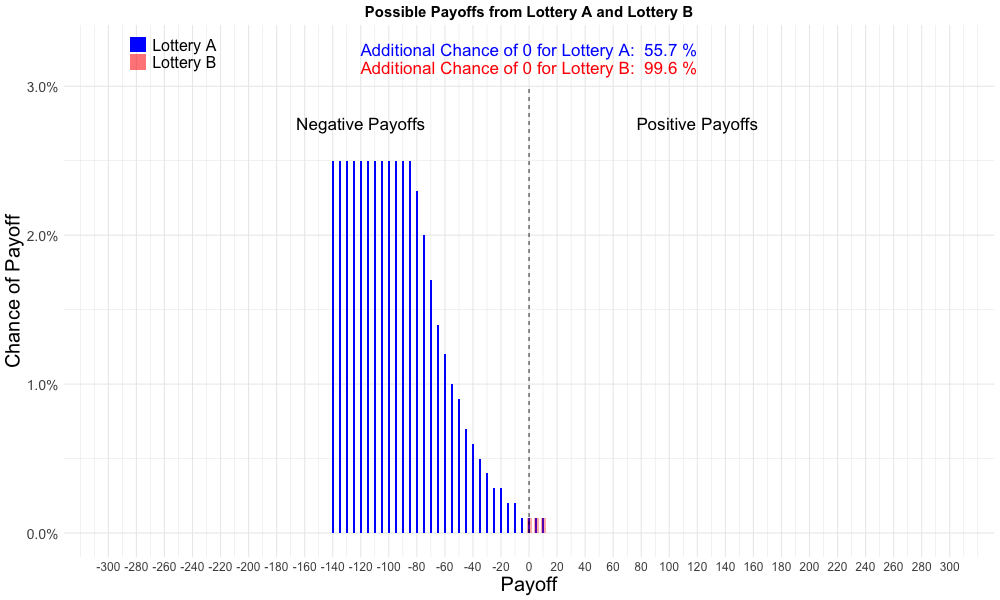 Possible Payoffs from Lottery A and Lottery B
Lottery A
Lottery B
Additional Chance of 0 for Lottery A: 55.7 %
Additional Chance of 0 for Lottery B: 99.6 %
Negative Payoffs
Positive Payoffs
Chance of Payoff
3.0%
2.0%
1.0%
0.0%
-300 -280 -260 -240 -220 -200 -180 -160 -140 -120 -100 -80 -60 -40 -20 0 20 40 60 80 100 120 140 160 180 200 220 240 260 280 300
Payoff